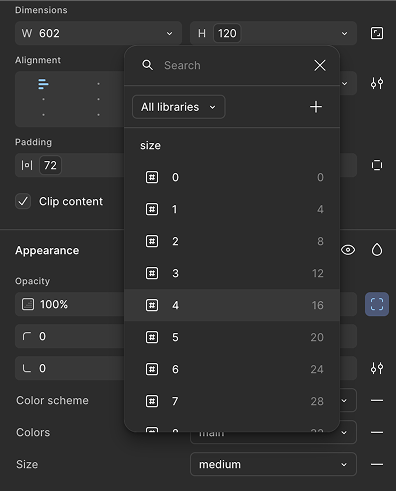 Dimensions
W 602
H 120
Alignment
Search
All libraries
Padding
size
72
0 0
Clip content
1 4
2 8
Appearance
3 12
Opacity
100%
4 16
0
5 20
0
6 24
Color scheme
7 28
Colors
main
Size
medium